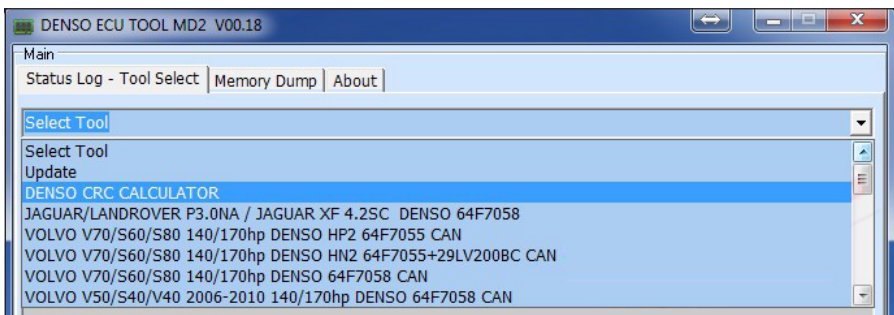 DENSO ECU TOOL MD2 V00.18
Main
Status Log - Tool Select Memory Dump About
Select Tool
Select Tool
Update
DENSO CRC CALCULATOR
JAGUAR/LANDROVER P3.0NA / JAGUAR XF 4.2SC DENSO 64F7058
VOLVO V70/S60/S80 140/170hp DENSO HP2 64F7055 CAN
VOLVO V70/S60/S80 140/170hp DENSO HN2 64F7055+29LV200BC CAN
VOLVO V70/S60/S80 140/170hp DENSO 64F7058 CAN
VOLVO V50/S40/V40 2006-2010 140/170hp DENSO 64F7058 CAN